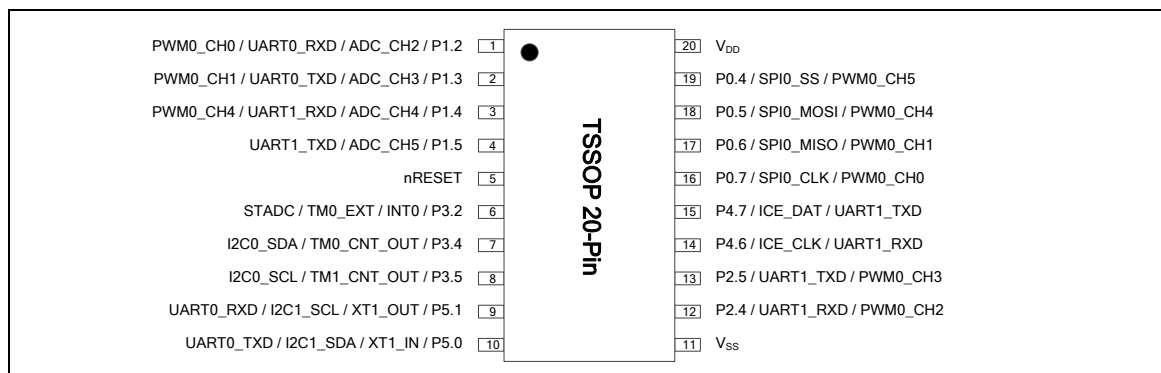 PWM0_CH0 / UART0_RXD / ADC_CH2 / P1.2 1
PWM0_CH1 / UART0_TXD / ADC_CH3 / P1.3 2
PWM0_CH4 / UART1_RXD / ADC_CH4 / P1.4 3
UART1_TXD / ADC_CH5 / P1.5 4
nRESET 5
STADC / TM0_EXT / INT0 / P3.2 6
I2C0_SDA / TM0_CNT_OUT / P3.4 7
I2C0_SCL / TM1_CNT_OUT / P3.5 8
UART0_RXD / I2C1_SCL / XT1_OUT / P5.1 9
UART0_TXD / I2C1_SDA / XT1_IN / P5.0 10
TSSOP 20-Pin
20 VDD
19 P0.4 / SPI0_SS / PWM0_CH5
18 P0.5 / SPI0_MOSI / PWM0_CH4
17 P0.6 / SPI0_MISO / PWM0_CH1
16 P0.7 / SPI0_CLK / PWM0_CH0
15 P4.7 / ICE_DAT / UART1_TXD
14 P4.6 / ICE_CLK / UART1_RXD
13 P2.5 / UART1_TXD / PWM0_CH3
12 P2.4 / UART1_RXD / PWM0_CH2
11 VSS